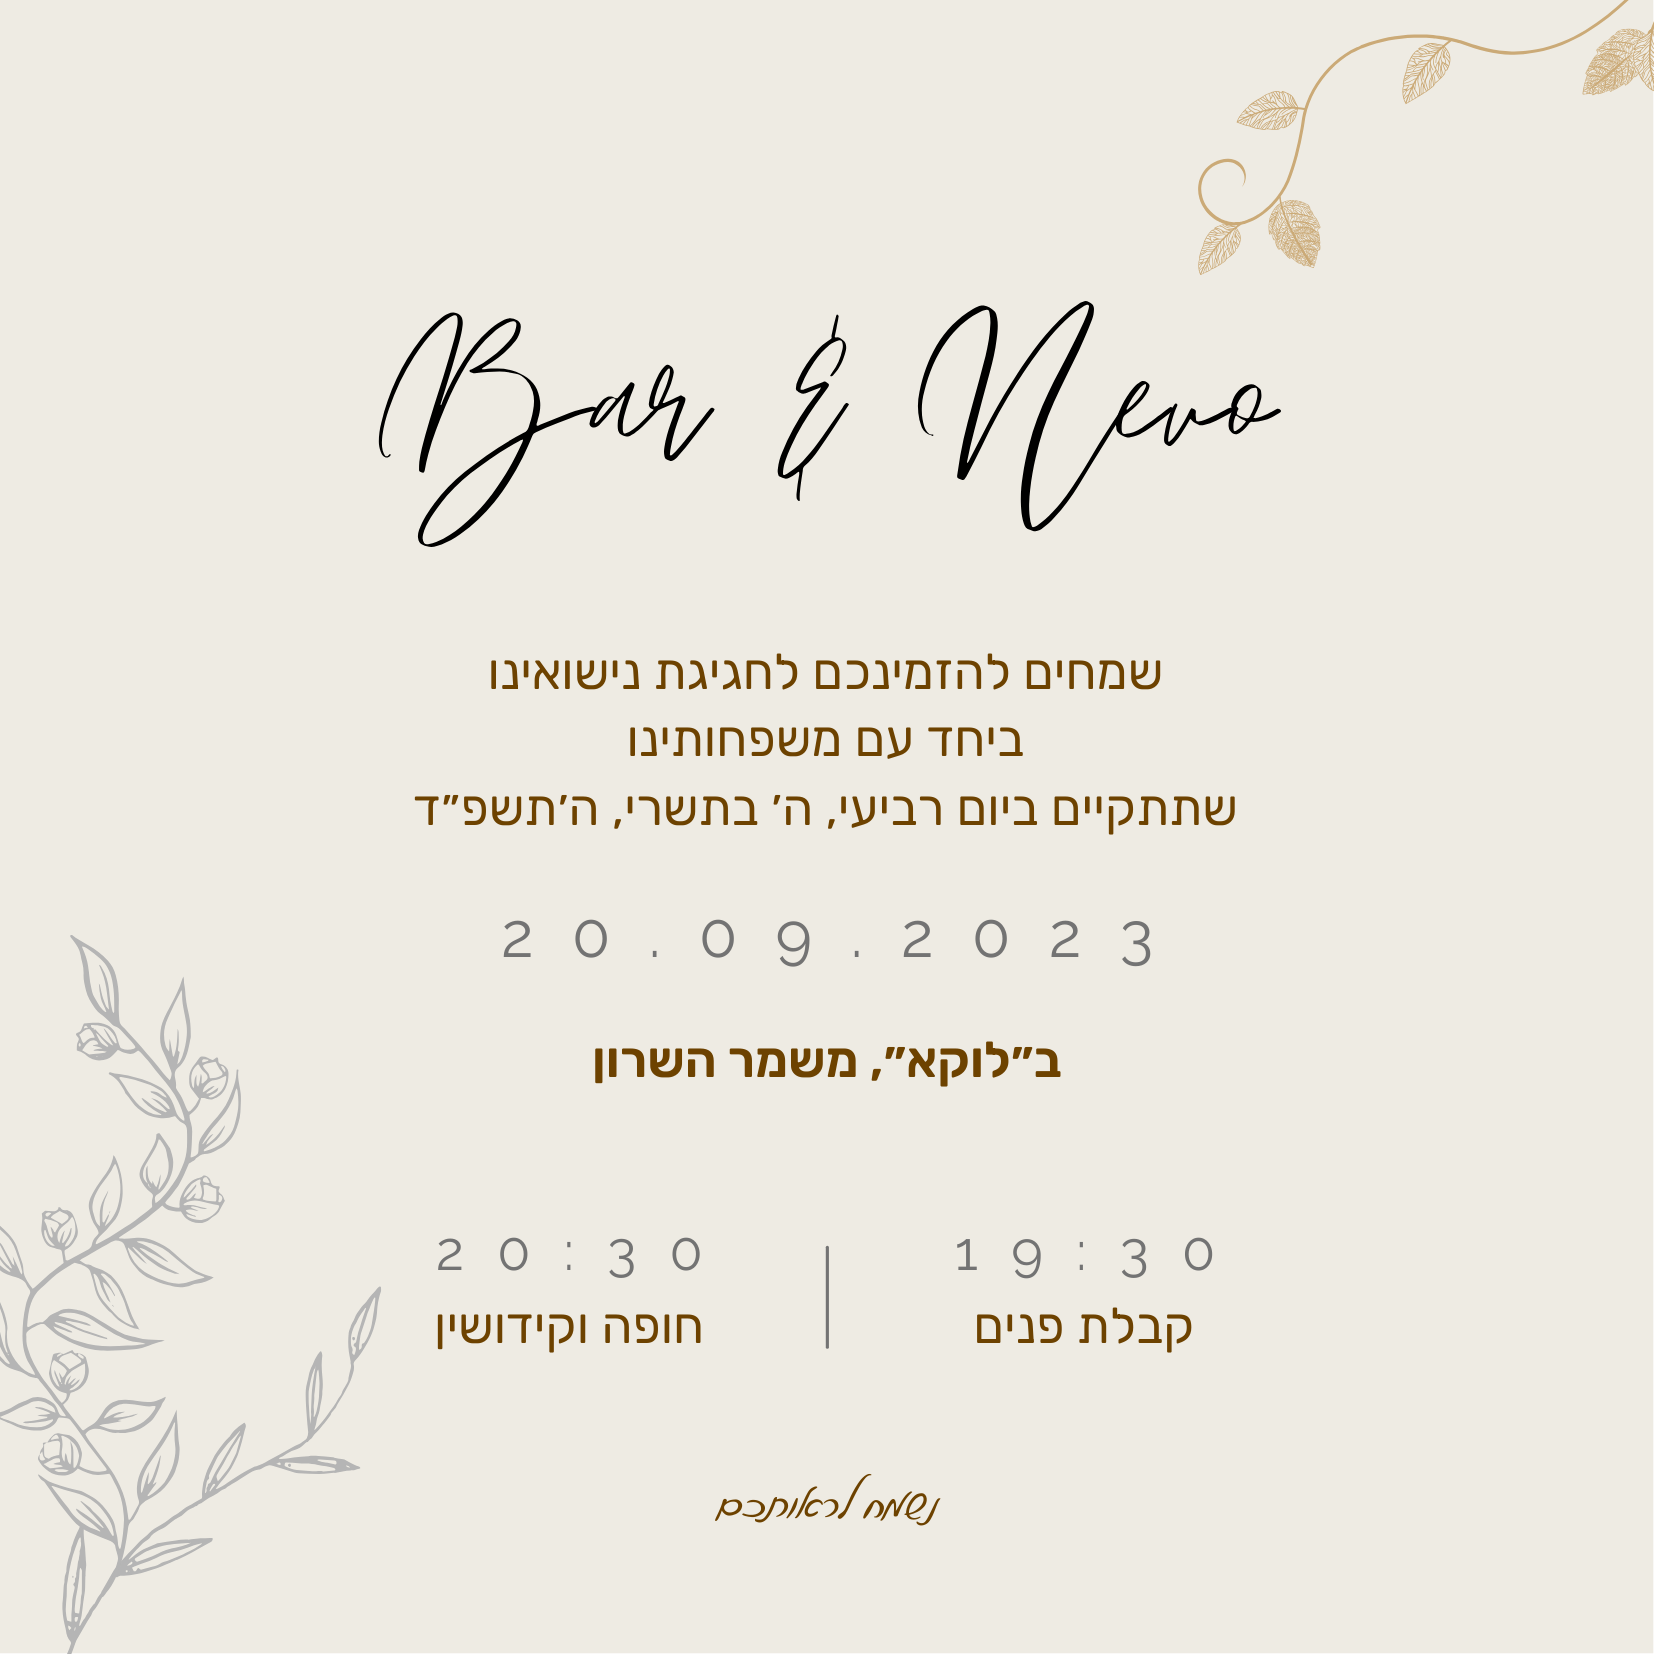 Bar & Nevo
שמחים להזמינכם לחגיגת נישואינו
ביחד עם משפחותינו
שתתקיים ביום רביעי, ה׳ בתשרי, ה׳תשפ״ד
20.09.2023
ב״לוקא״, משמר השרון
19:30
קבלת פנים
20:30
חופה וקידושין
נשמח לראותכם